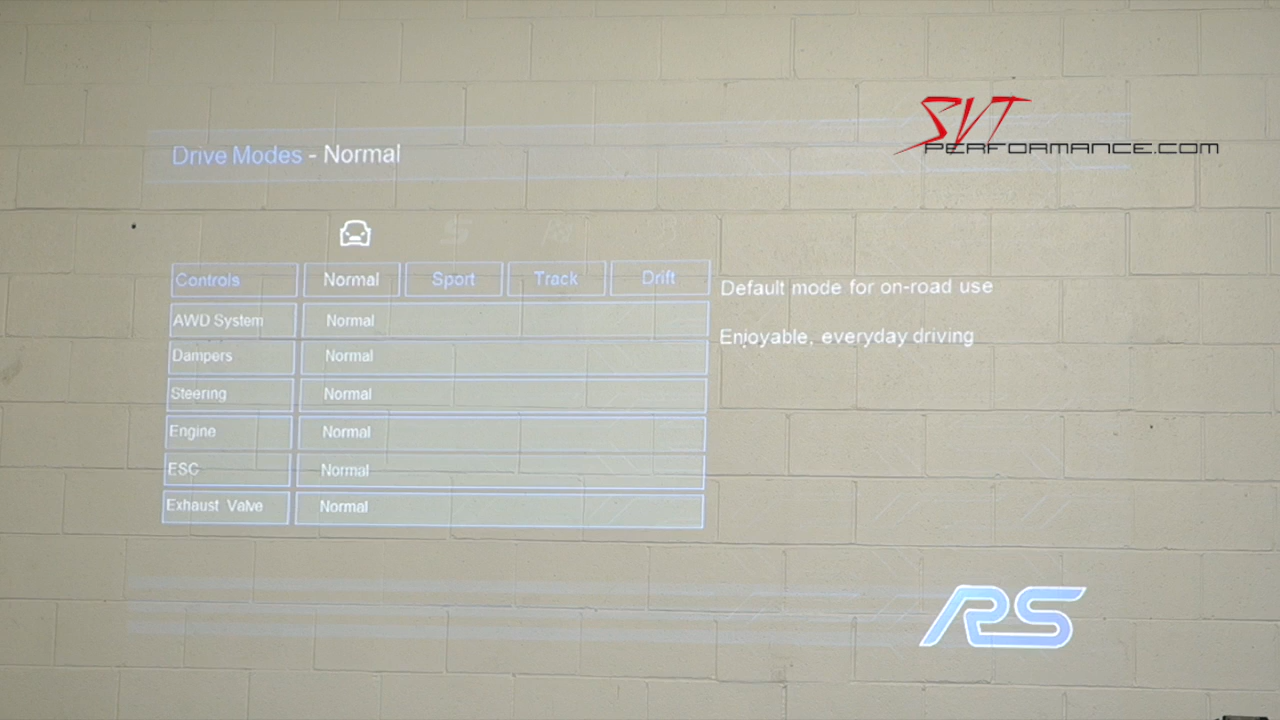 SVT
PERFORMANCE.COM
Drive Modes - Normal
Controls Normal Sport Track Drift
AWD System Normal
Dampers Normal
Steering Normal
Engine Normal
ESC Normal
Exhaust Valve Normal
Default mode for on-road use
Enjoyable, everyday driving
RS